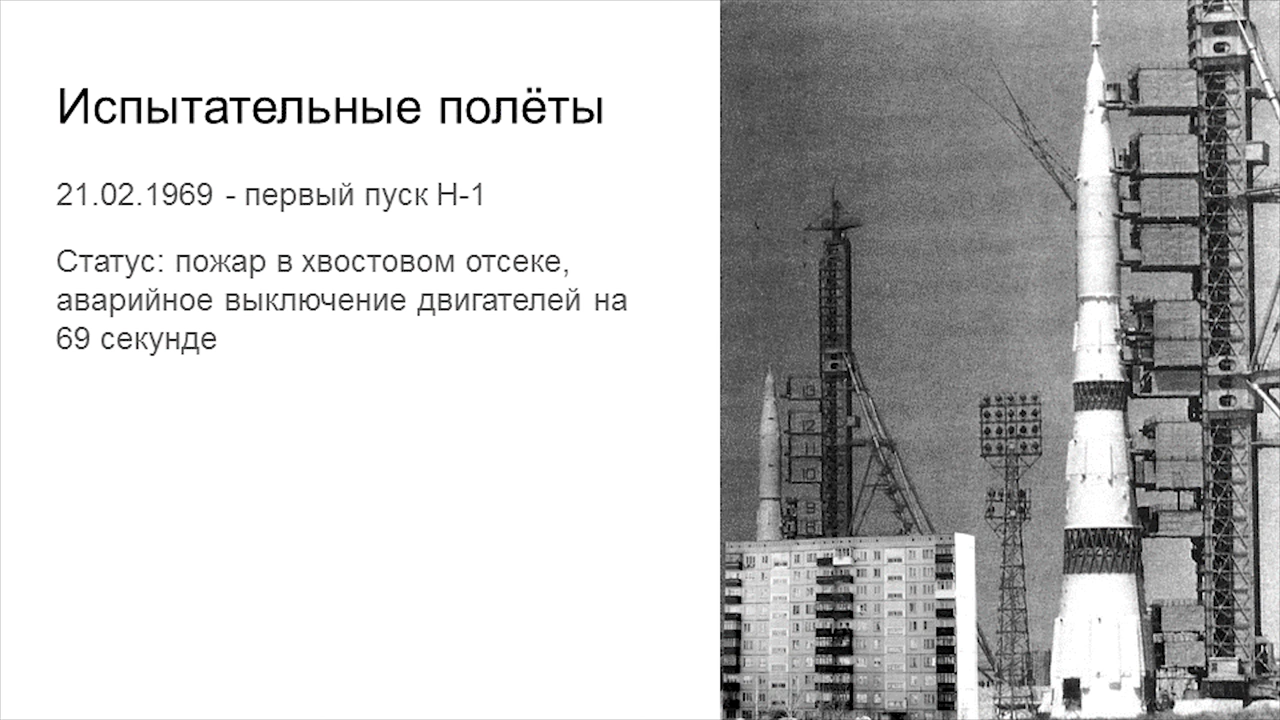 Испытательные полёты
21.02.1969 - первый пуск Н-1
Статус: пожар в хвостовом отсеке,
аварийное выключение двигателей на
69 секунде